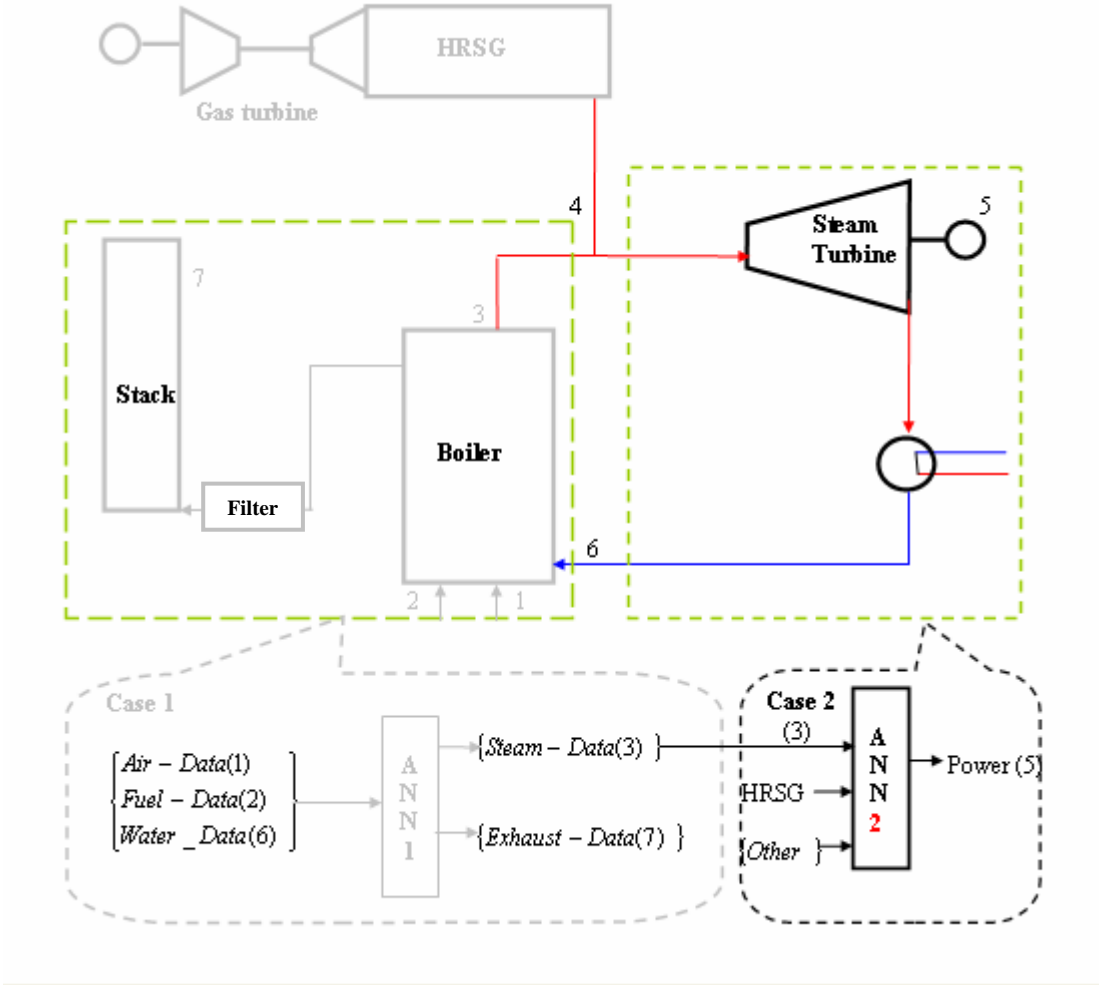 HRSG
Gas turbine
4
5
Steam
Turbine
7
3
Stack
Boiler
Filter
6
2
1
Case 1
Case 2
(3)
{Air – Data(1)
Fuel – Data(2)
Water _ Data(6)}
A
N
N
1
{Steam – Data(3) }
{Exhaust – Data(7) }
HRSG
{Other }
A
N
N
2
Power (5)